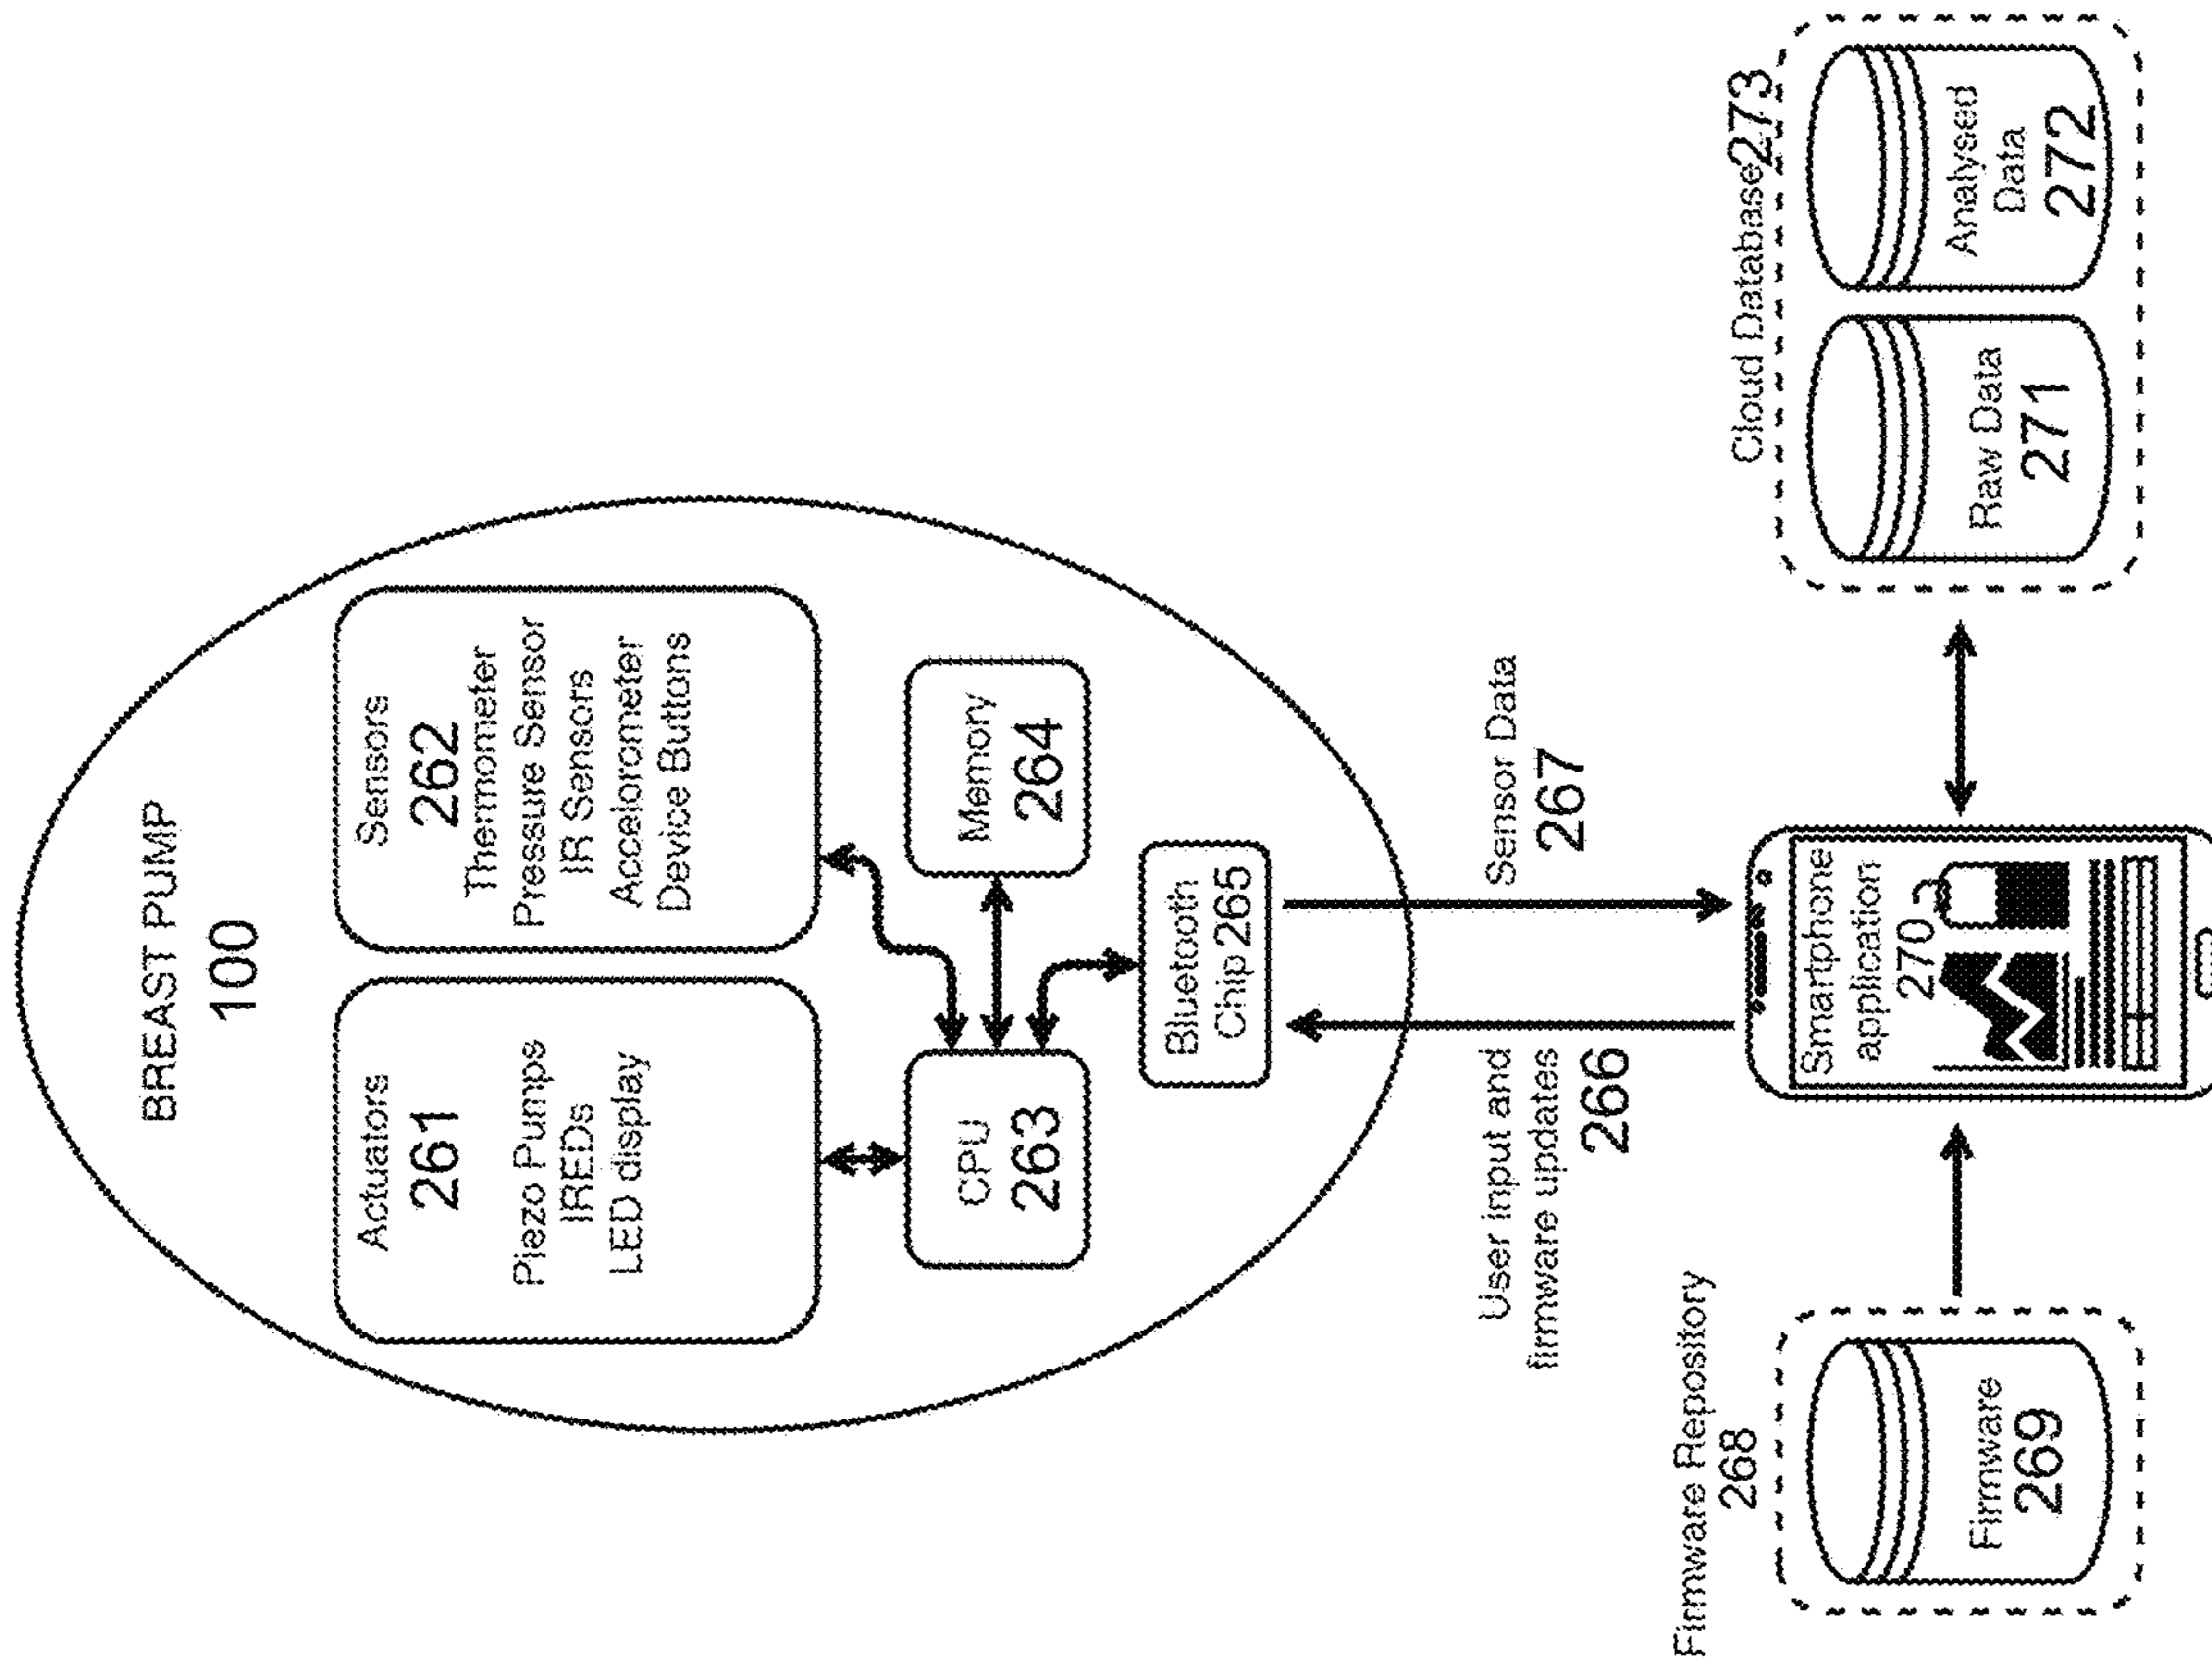 BREAST PUMP
100
Actuators
261
Piezo Pumps
IREDs
LED display
Sensors
262
Thermometer
Pressure Sensor
IR Sensors
Accelorometer
Device Buttons
CPU
263
Memory
264
Bluetooth
Chip 265
User input and
firmware updates
266
Sensor Data
267
Firmware Repository
268
Firmware
269
Smartphone
application
270
Cloud Database 273
Raw Data
271
Analysed
Data
272